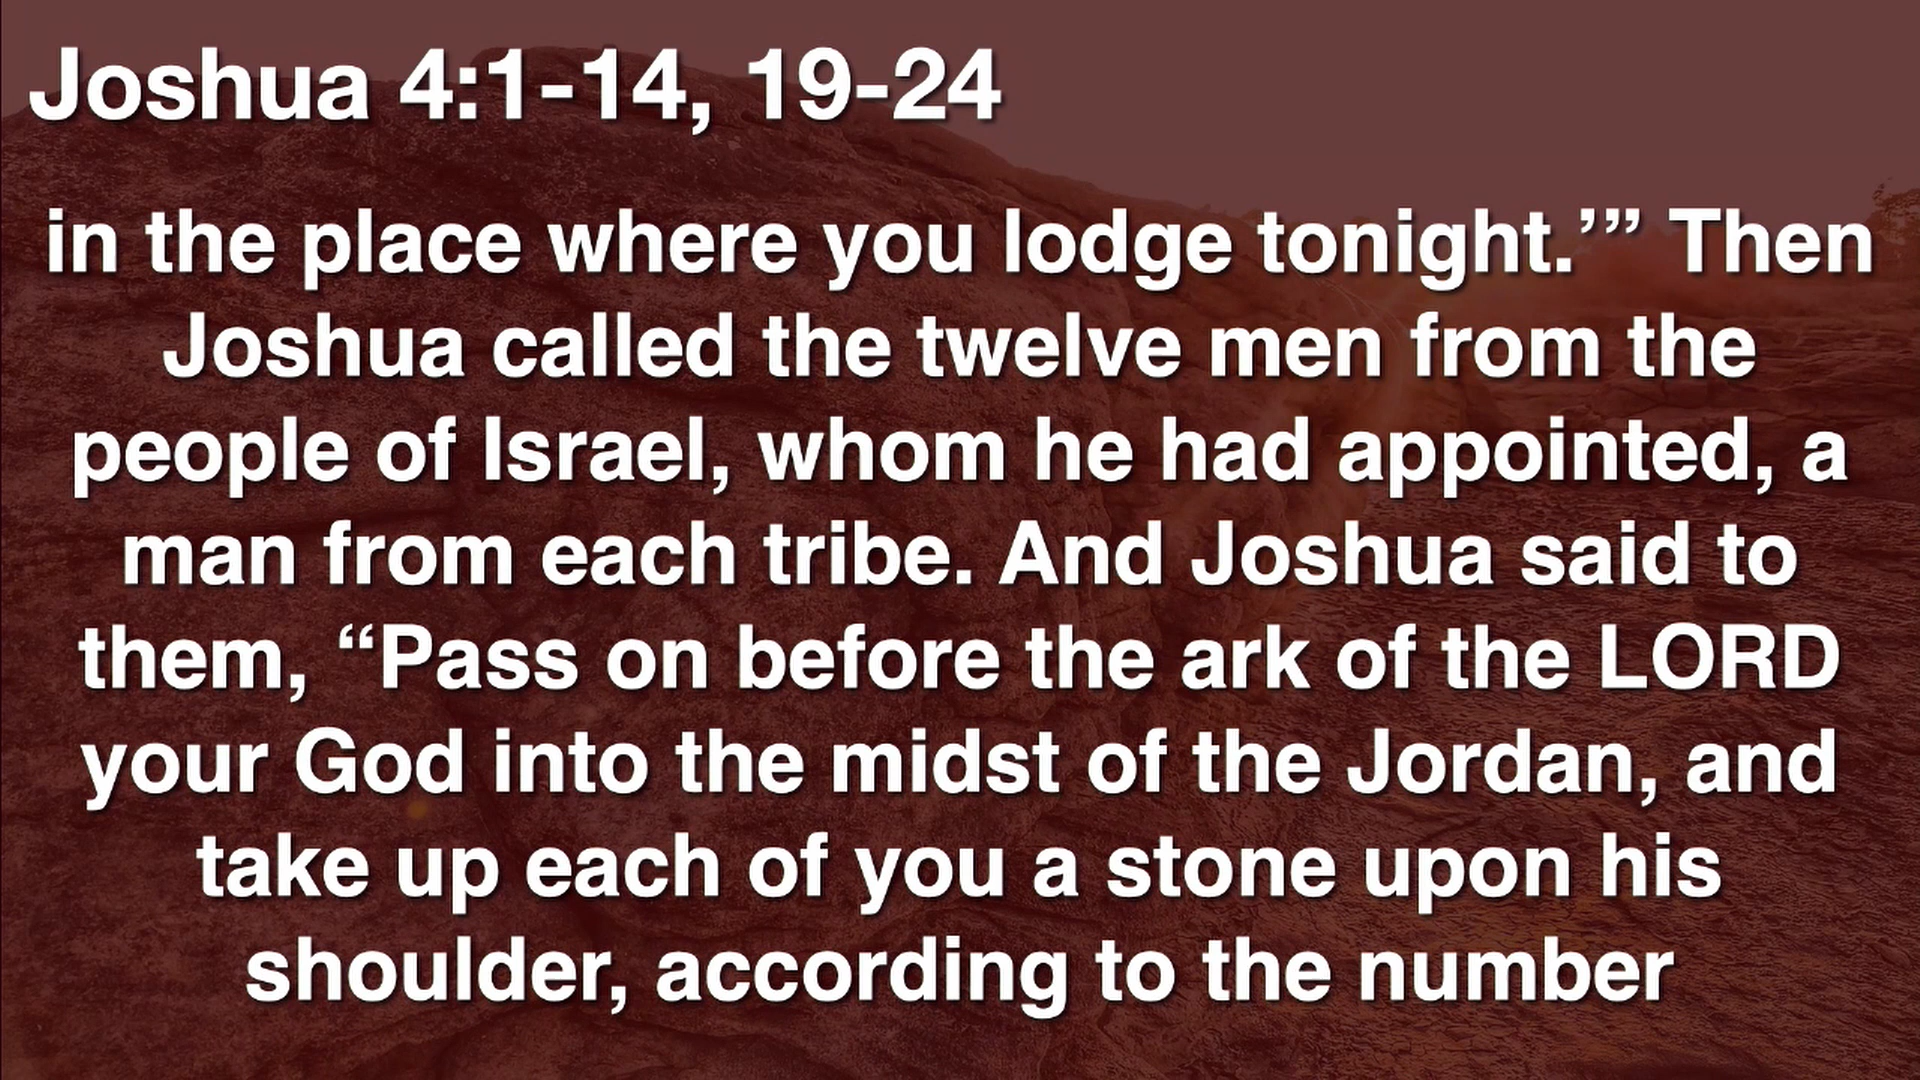 Joshua 4:1-14, 19-24
in the place where you lodge tonight.’” Then
Joshua called the twelve men from the
people of Israel, whom he had appointed, a
man from each tribe. And Joshua said to
them, “Pass on before the ark of the LORD
your God into the midst of the Jordan, and
take up each of you a stone upon his
shoulder, according to the number